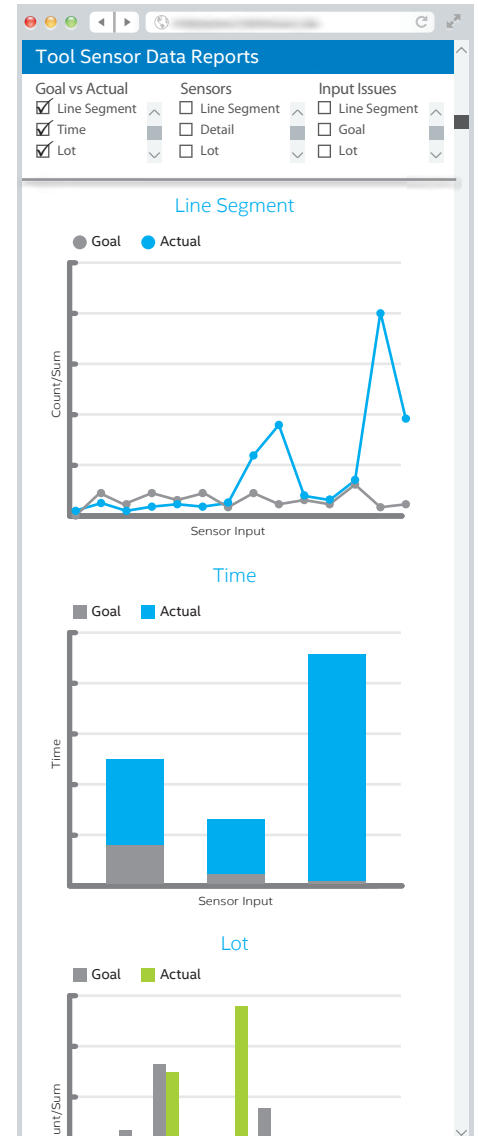 Tool Sensor Data Reports
Goal vs Actual
Line Segment
Time
Lot
Sensors
Line Segment
Detail
Lot
Input Issues
Line Segment
Goal
Lot
Line Segment
Goal Actual
Count/Sum
Sensor Input
Time
Goal Actual
Time
Sensor Input
Lot
Goal Actual
unt/Sum